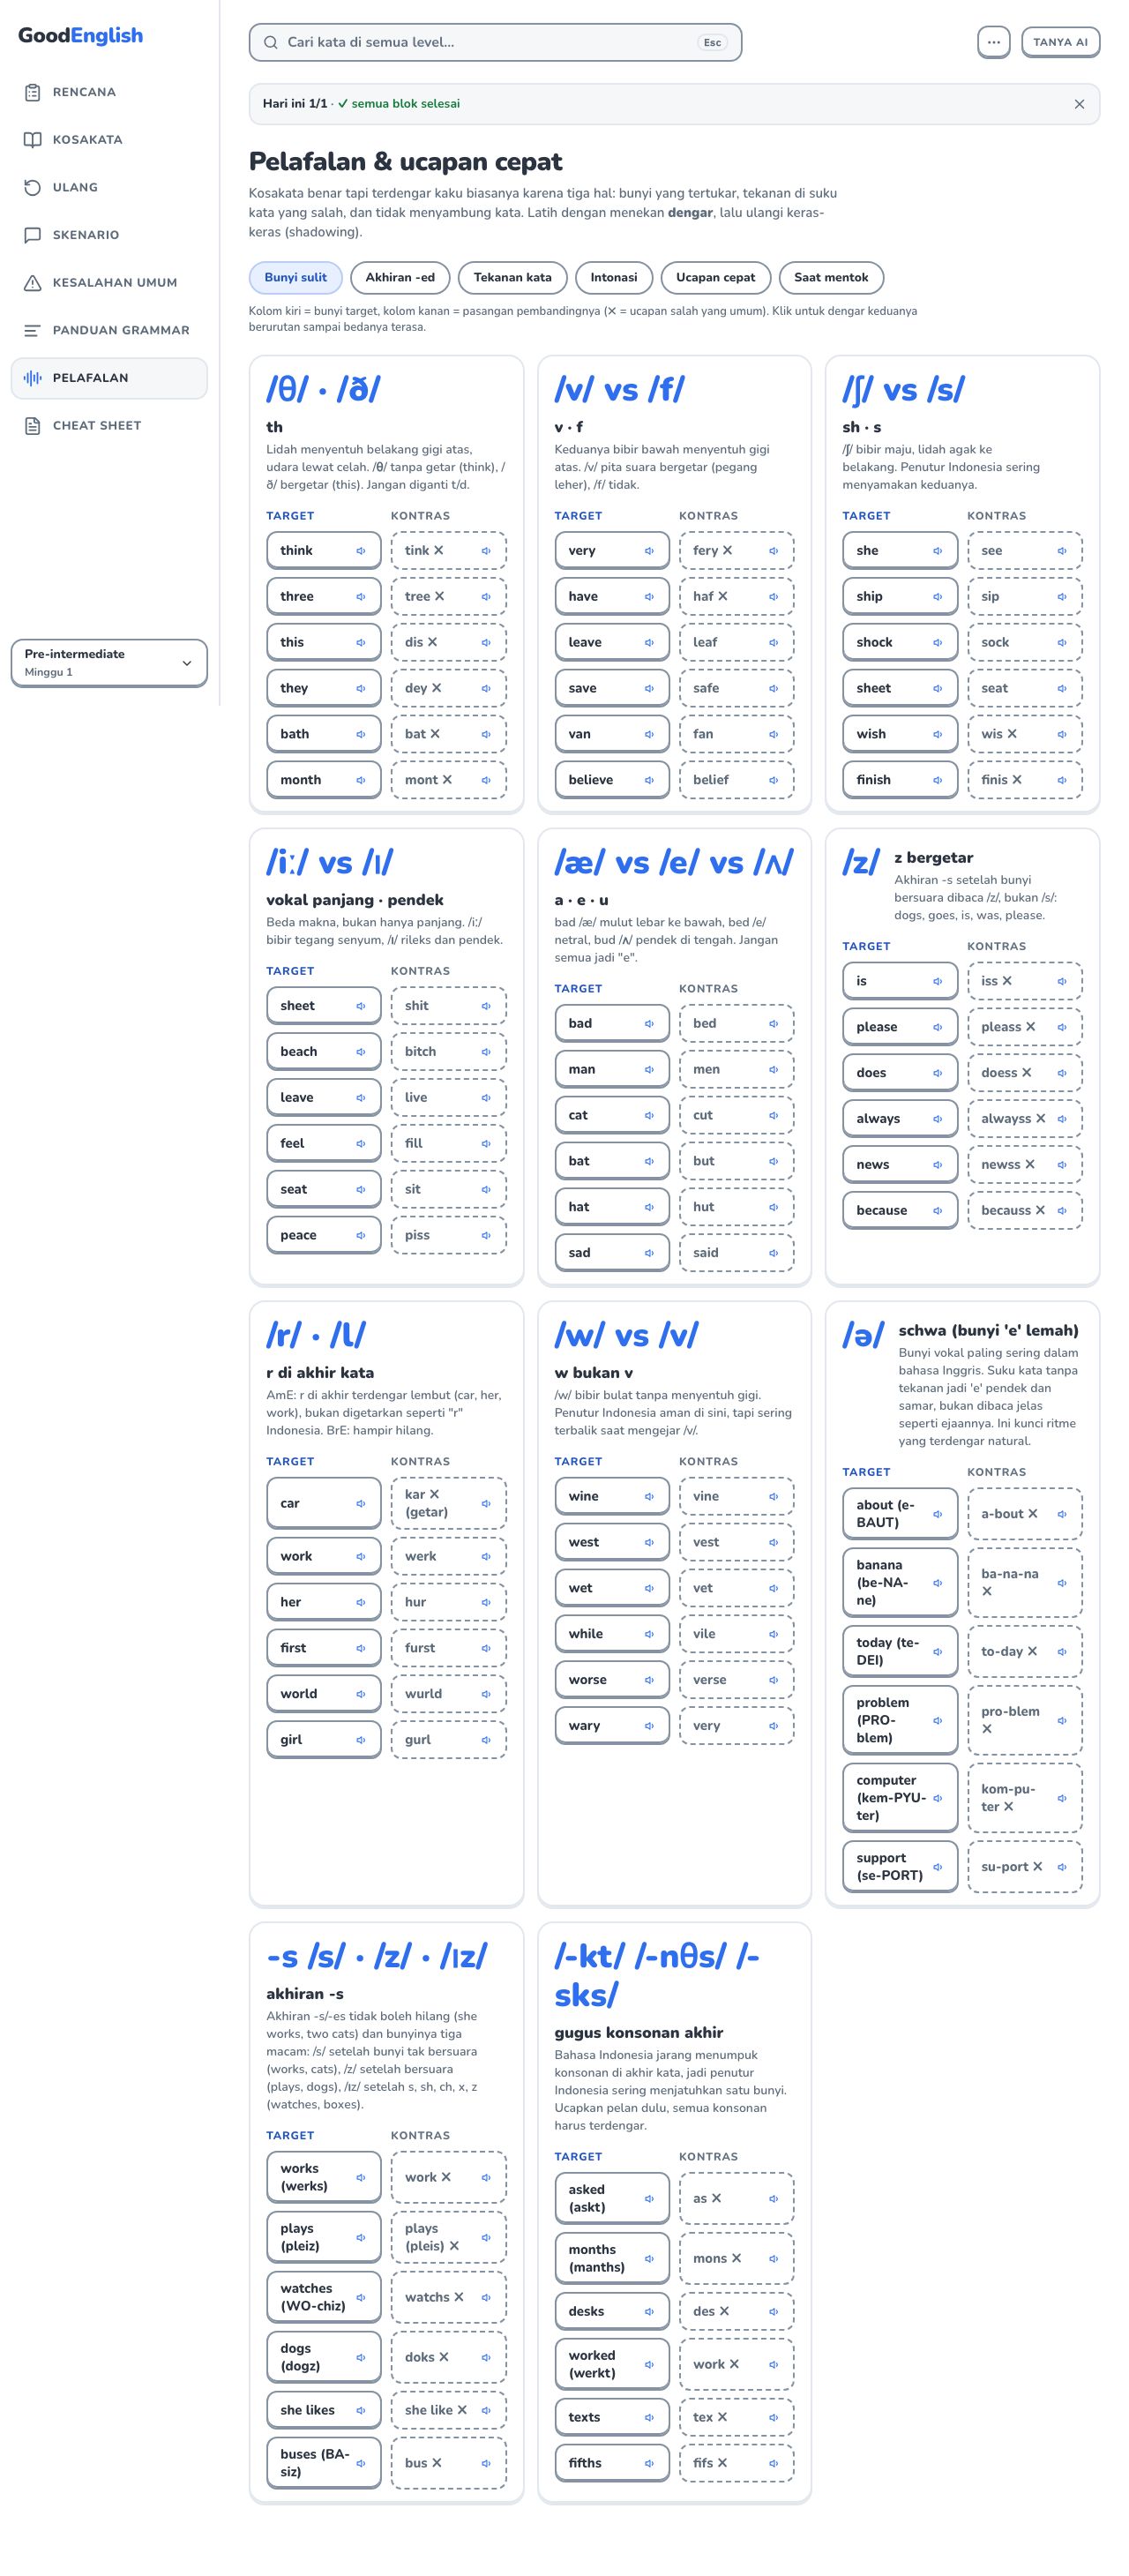 GoodEnglish
RENCANA
KOSAKATA
ULANG
SKENARIO
KESALAHAN UMUM
PANDUAN GRAMMAR
PELAFALAN
CHEAT SHEET
Pre-intermediate
Minggu 1
Cari kata di semua level...
Esc
TANYA AI
Hari ini 1/1 · ✓ semua blok selesai
Pelafalan & ucapan cepat
Kosakata benar tapi terdengar kaku biasanya karena tiga hal: bunyi yang tertukar, tekanan di suku
kata yang salah, dan tidak menyambung kata. Latih dengan menekan dengar, lalu ulangi keras-
keras (shadowing).
Bunyi sulit
Akhiran -ed
Tekanan kata
Intonasi
Ucapan cepat
Saat mentok
Kolom kiri = bunyi target, kolom kanan = pasangan pembandingnya (✕ = ucapan salah yang umum). Klik untuk dengar keduanya
berurutan sampai bedanya terasa.
/θ/ · /ð/
th
Lidah menyentuh belakang gigi atas,
udara lewat celah. /θ/ tanpa getar (think), /
ð/ bergetar (this). Jangan diganti t/d.
TARGET KONTRAS
think tink ✕
three tree ✕
this dis ✕
they dey ✕
bath bat ✕
month mont ✕
/v/ vs /f/
v · f
Keduanya bibir bawah menyentuh gigi
atas. /v/ pita suara bergetar (pegang
leher), /f/ tidak.
TARGET KONTRAS
very fery ✕
have haf ✕
leave leaf
save safe
van fan
believe belief
/ʃ/ vs /s/
sh · s
/ʃ/ bibir maju, lidah agak ke
belakang. Penutur Indonesia sering
menyamakan keduanya.
TARGET KONTRAS
she see
ship sip
shock sock
sheet seat
wish wis ✕
finish finis ✕
/iː/ vs /ɪ/
vokal panjang · pendek
Beda makna, bukan hanya panjang. /iː/
bibir tegang senyum, /ɪ/ rileks dan pendek.
TARGET KONTRAS
sheet shit
beach bitch
leave live
feel fill
seat sit
peace piss
/æ/ vs /e/ vs /ʌ/
a · e · u
bad /æ/ mulut lebar ke bawah, bed /e/
netral, bud /ʌ/ pendek di tengah. Jangan
semua jadi "e".
TARGET KONTRAS
bad bed
man men
cat cut
bat but
hat hut
sad said
/z/
z bergetar
Akhiran -s setelah bunyi
bersuara dibaca /z/, bukan /s/:
dogs, goes, is, was, please.
TARGET KONTRAS
is iss ✕
please pleass ✕
does doess ✕
always alwayss ✕
news newss ✕
because becauss ✕
/r/ · /l/
r di akhir kata
AmE: r di akhir terdengar lembut (car, her,
work), bukan digetarkan seperti "r"
Indonesia. BrE: hampir hilang.
TARGET KONTRAS
car kar ✕
(getar)
work werk
her hur
first furst
world wurld
girl gurl
/w/ vs /v/
w bukan v
/w/ bibir bulat tanpa menyentuh gigi.
Penutur Indonesia aman di sini, tapi sering
terbalik saat mengejar /v/.
TARGET KONTRAS
wine vine
west vest
wet vet
while vile
worse verse
wary very
/ə/
schwa (bunyi 'e' lemah)
Bunyi vokal paling sering dalam
bahasa Inggris. Suku kata tanpa
tekanan jadi 'e' pendek dan
samar, bukan dibaca jelas
seperti ejaannya. Ini kunci ritme
yang terdengar natural.
TARGET KONTRAS
about (e-
BAUT)
a-bout ✕
banana
(be-NA-
ne)
ba-na-na
✕
today (te-
DEI)
to-day ✕
problem
(PRO-
blem)
pro-blem
✕
computer
(kem-PYU-
ter)
kom-pu-
ter ✕
support
(se-PORT)
su-port ✕
-s /s/ · /z/ · /ɪz/
akhiran -s
Akhiran -s/-es tidak boleh hilang (she
works, two cats) dan bunyinya tiga
macam: /s/ setelah bunyi tak bersuara
(works, cats), /z/ setelah bersuara
(plays, dogs), /ɪz/ setelah s, sh, ch, x, z
(watches, boxes).
TARGET KONTRAS
works
(werks)
work ✕
plays
(pleiz)
plays
(pleis) ✕
watches
(WO-chiz)
watchs ✕
dogs
(dogz)
doks ✕
she likes she like ✕
buses (BA-
siz)
bus ✕
/-kt/ /-nθs/ /-
sks/
gugus konsonan akhir
Bahasa Indonesia jarang menumpuk
konsonan di akhir kata, jadi penutur
Indonesia sering menjatuhkan satu bunyi.
Ucapkan pelan dulu, semua konsonan
harus terdengar.
TARGET KONTRAS
asked
(askt)
as ✕
months
(manths)
mons ✕
desks des ✕
worked
(werkt)
work ✕
texts tex ✕
fifths fifs ✕